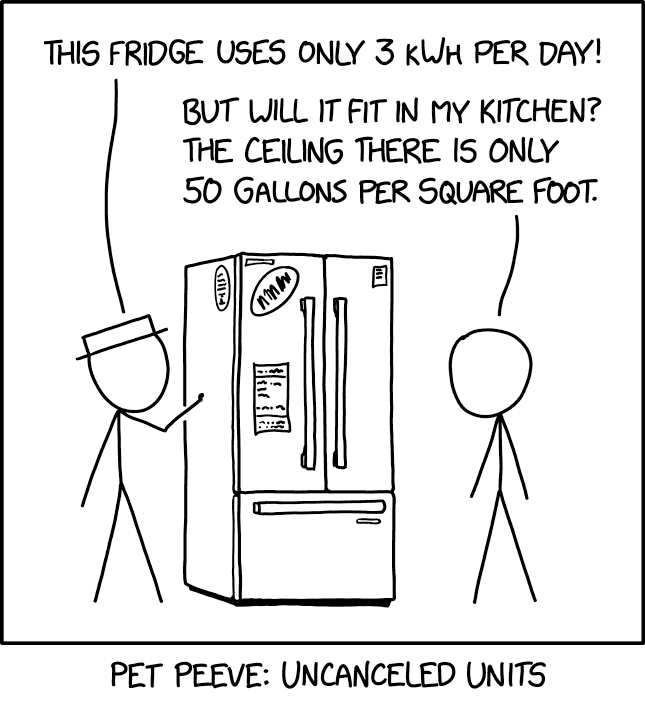 THIS FRIDGE USES ONLY 3 kWH PER DAY!
BUT WILL IT FIT IN MY KITCHEN?
THE CEILING THERE IS ONLY
50 GALLONS PER SQUARE FOOT.
PET PEEVE: UNCANCELED UNITS